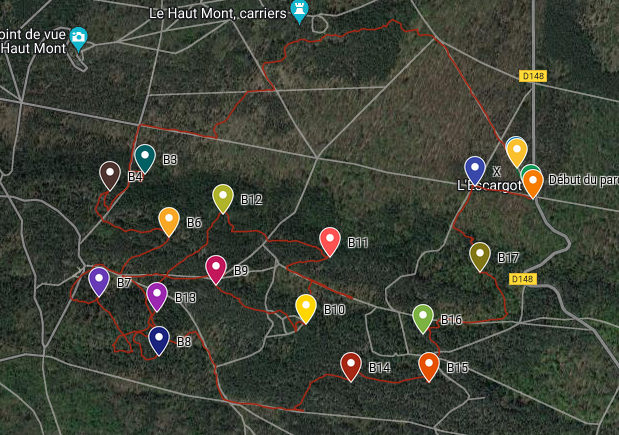 Le Haut Mont, carriers
oint de vue
Haut Mont
D148
B3
B4
X
L'Escargot
Début du parc
B12
B6
B11
B17
B9
D148
B7
B13
B10
B16
B8
B14
B15